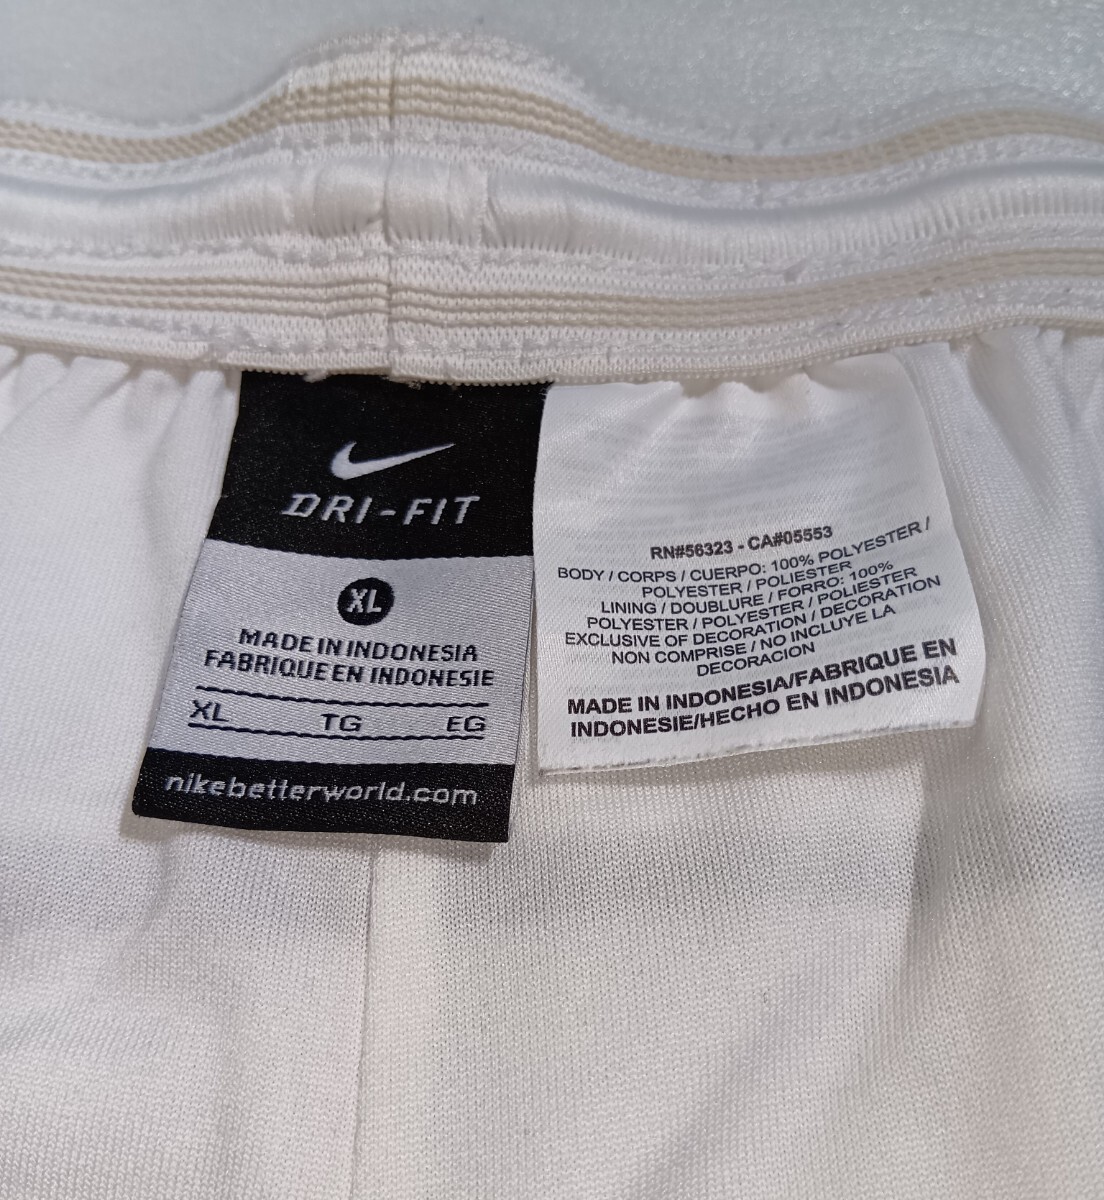 DRI-FIT
XL
MADE IN INDONESIA
FABRIQUE EN INDONESIE
XL TG EG
nikebetterworld.com
RN#56323 - CA#05553
BODY / CORPS / CUERPO: 100% POLYESTER /
POLYESTER / POLIESTER
LINING / DOUBLURE / FORRO: 100%
POLYESTER / POLYESTER / POLIESTER
EXCLUSIVE OF DECORATION / DECORATION
NON COMPRISE / NO INCLUYE LA
DECORACION
MADE IN INDONESIA/FABRIQUE EN
INDONESIE/HECHO EN INDONESIA